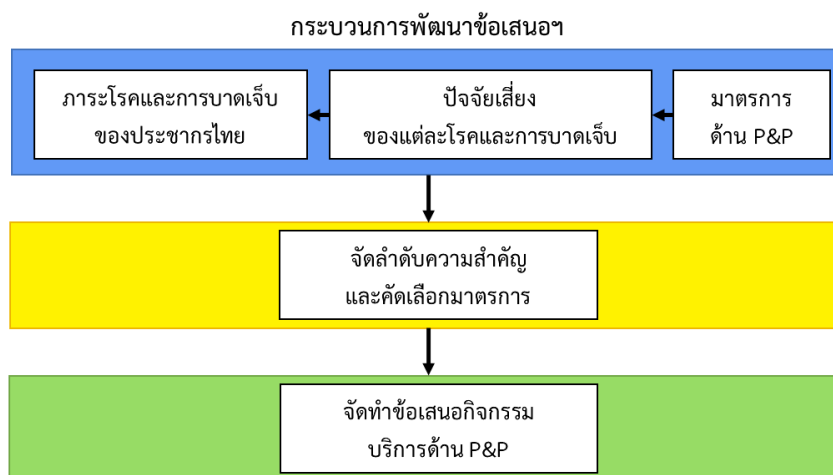 กระบวนการพัฒนาข้อเสนอฯ
ภาระโรคและการบาดเจ็บ
ของประชากรไทย
ปัจจัยเสี่ยง
ของแต่ละโรคและการบาดเจ็บ
มาตรการ
ด้าน P&P
จัดลำดับความสำคัญ
และคัดเลือกมาตรการ
จัดทำข้อเสนอกิจกรรม
บริการด้าน P&P